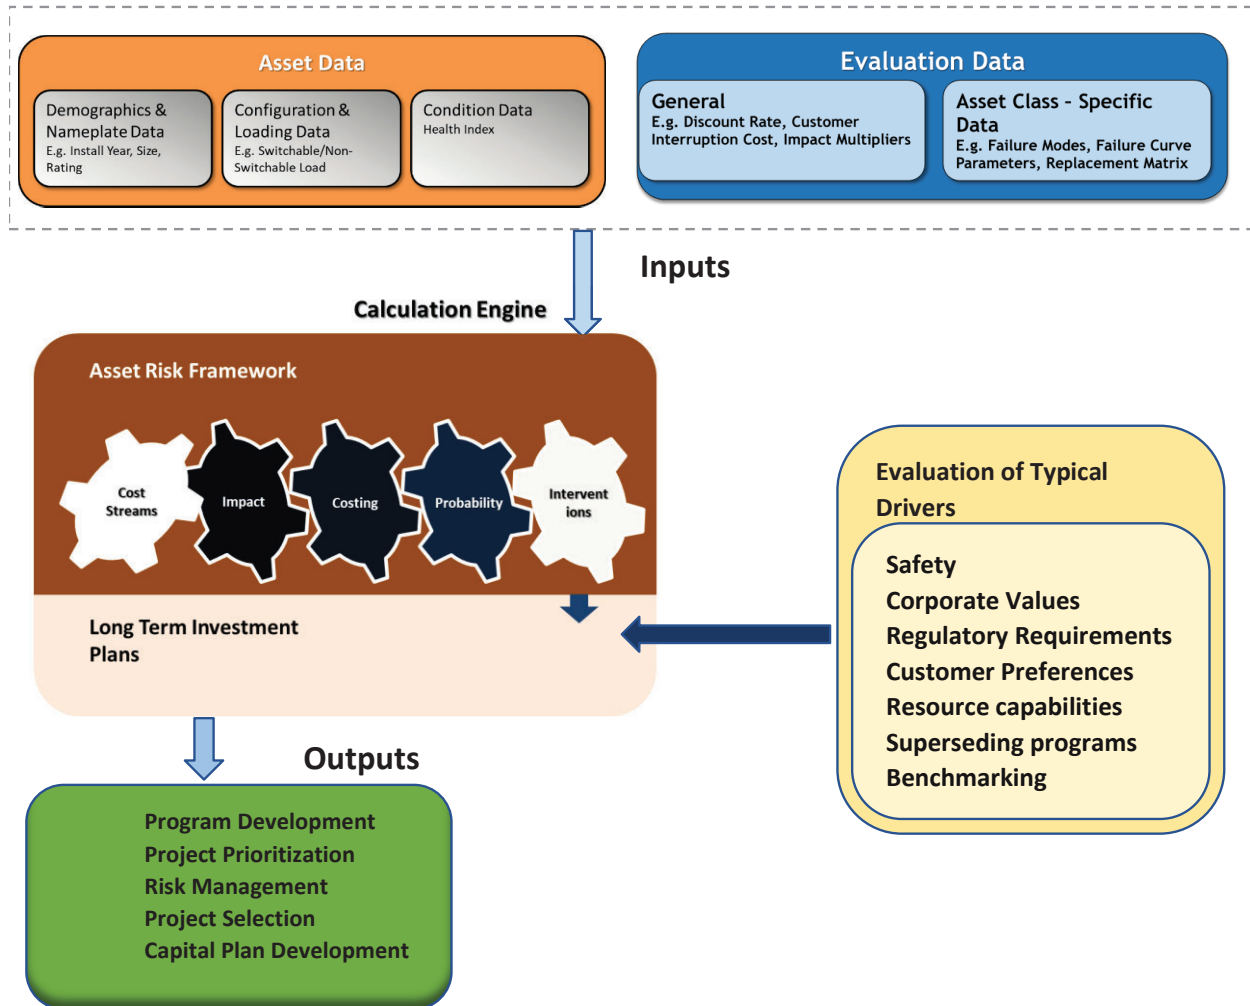 Asset Data
Demographics &
Nameplate Data
E.g. Install Year, Size,
Rating
Configuration &
Loading Data
E.g. Switchable/Non-
Switchable Load
Condition Data
Health Index
Evaluation Data
General
E.g. Discount Rate, Customer
Interruption Cost, Impact Multipliers
Asset Class - Specific
Data
E.g. Failure Modes, Failure Curve
Parameters, Replacement Matrix
Inputs
Calculation Engine
Asset Risk Framework
Cost
Streams
Impact
Costing
Probability
Intervent
ions
Long Term Investment
Plans
Evaluation of Typical
Drivers
Safety
Corporate Values
Regulatory Requirements
Customer Preferences
Resource capabilities
Superseding programs
Benchmarking
Outputs
Program Development
Project Prioritization
Risk Management
Project Selection
Capital Plan Development